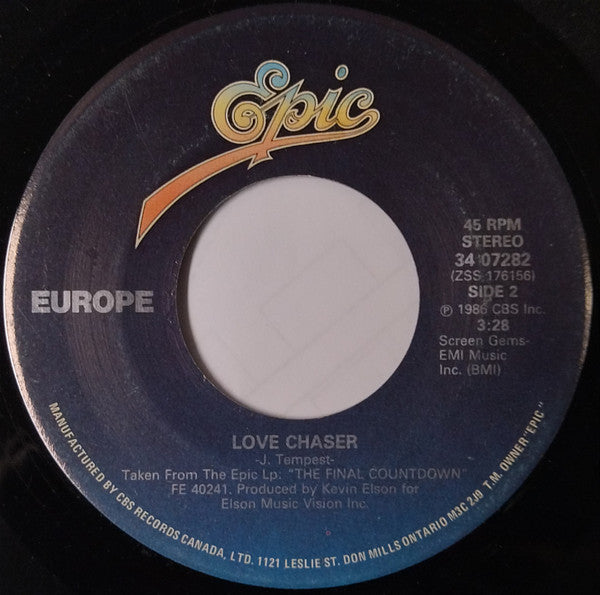 Epic
45 RPM
STEREO
34 07282
(ZSS 176156)
SIDE 2
℗ 1986 CBS Inc.
3:28
Screen Gems-
EMI Music
Inc. (BMI)
EUROPE
LOVE CHASER
-J. Tempest-
Taken From The Epic Lp. "THE FINAL COUNTDOWN"
FE 40241. Produced by Kevin Elson for
Elson Music Vision Inc.
MANUFACTURED BY CBS RECORDS CANADA, LTD. 1121 LESLIE ST. DON MILLS ONTARIO M3C 2J9 T.M. OWNER "EPIC"